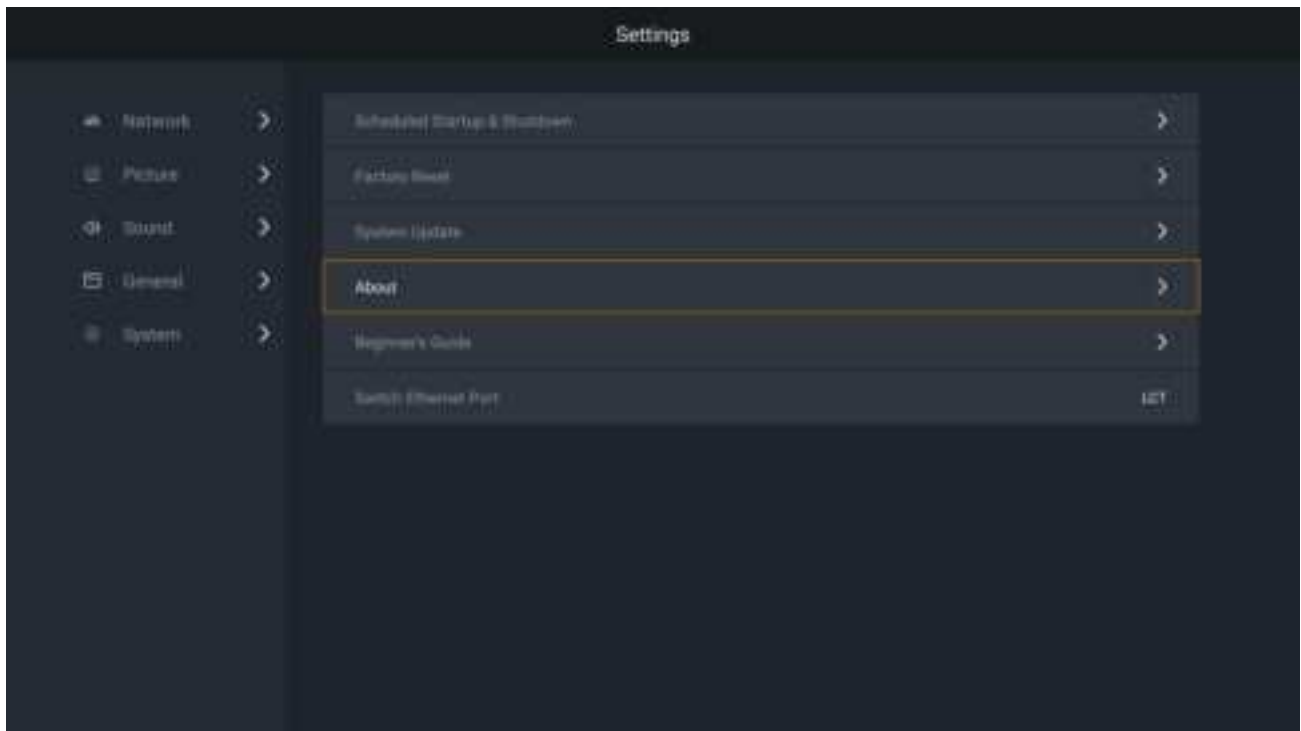 Settings
Network
Picture
Sound
General
System
Scheduled Startup & Shutdown
Factory Reset
System Update
About
Beginner's Guide
Switch Ethernet Port